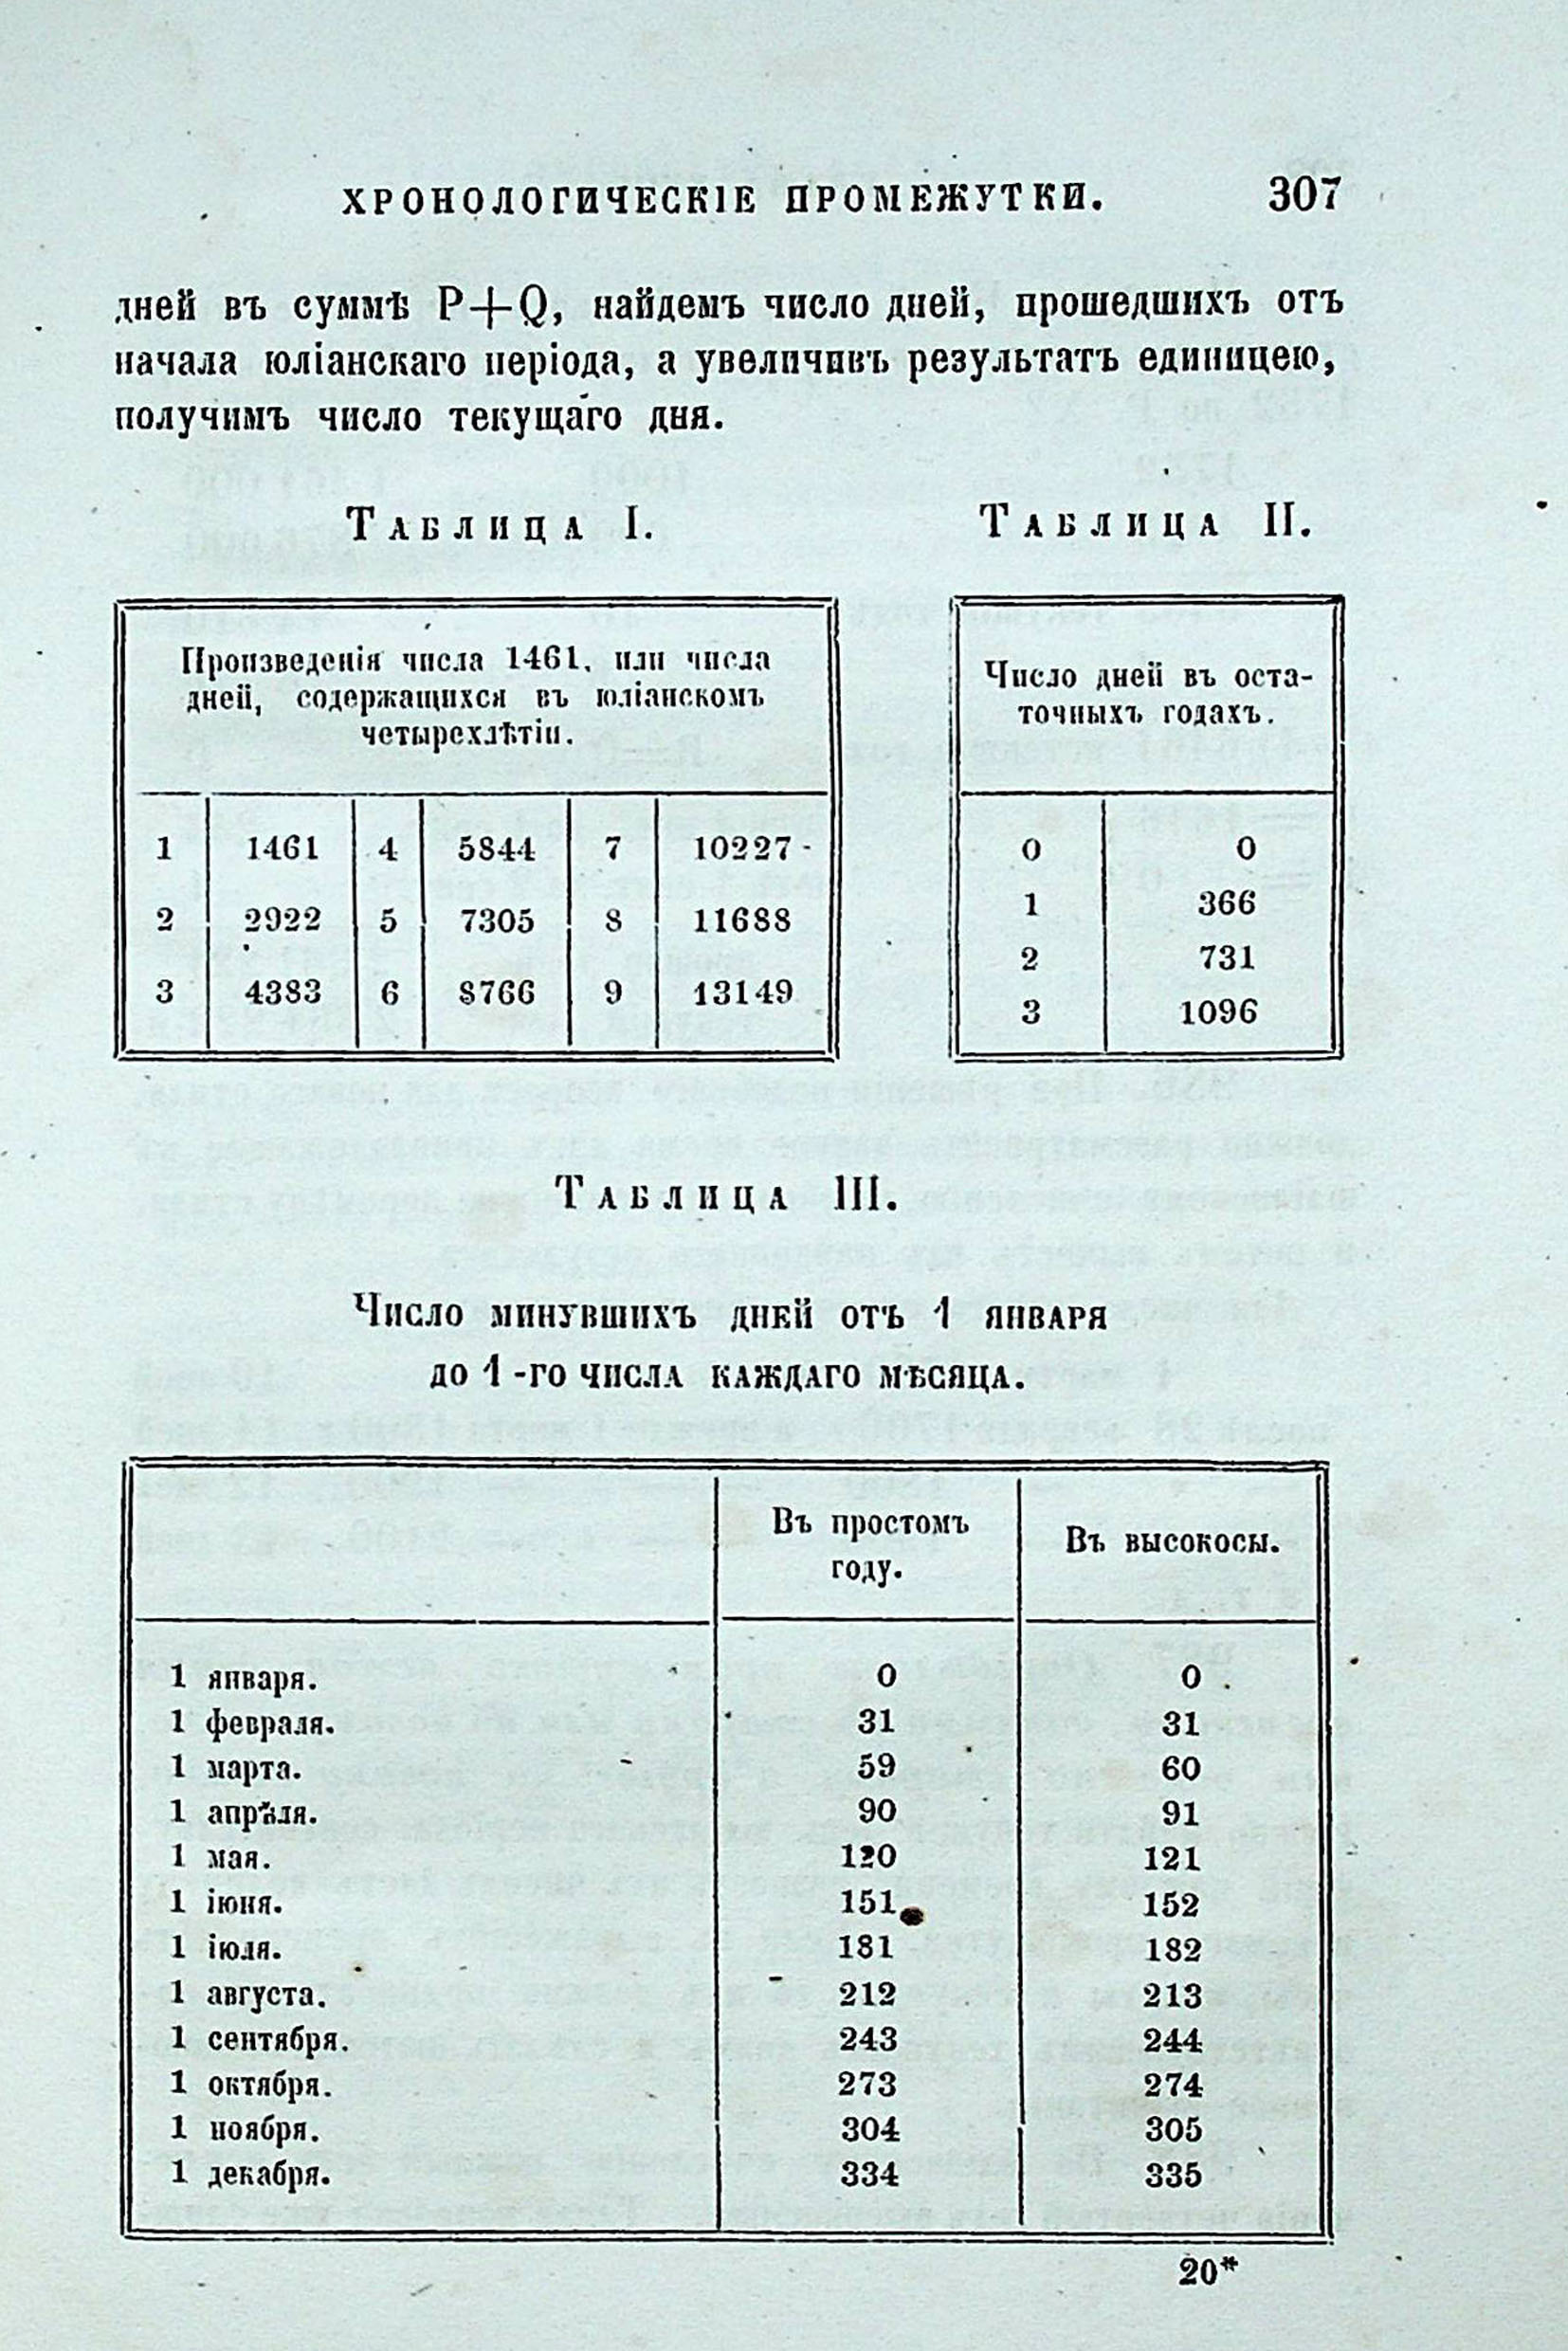 ХРОНОЛОГИЧЕСКІЕ ПРОМЕЖУТКИ. 307
дней въ суммѣ P+Q, найдемъ число дней, прошедшихъ отъ
начала юліанскаго періода, а увеличивъ результатъ единицею,
получимъ число текущаго дня.
Таблица I.
Произведенія числа 1461, или числа
дней, содержащихся въ юліанскомъ
четырехлѣтіи.
1 1461 4 5844 7 10227
2 2922 5 7305 8 11688
3 4383 6 8766 9 13149
Таблица II.
Число дней въ оста-
точныхъ годахъ.
0 0
1 366
2 731
3 1096
Таблица III.
Число минувшихъ дней отъ 1 января
до 1-го числа каждаго мѣсяца.
Въ простомъ
году.
Въ высокосы.
1 января. 0 0
1 февраля. 31 31
1 марта. 59 60
1 апрѣля. 90 91
1 мая. 120 121
1 іюня. 151 152
1 іюля. 181 182
1 августа. 212 213
1 сентября. 243 244
1 октября. 273 274
1 ноября. 304 305
1 декабря. 334 335
20*